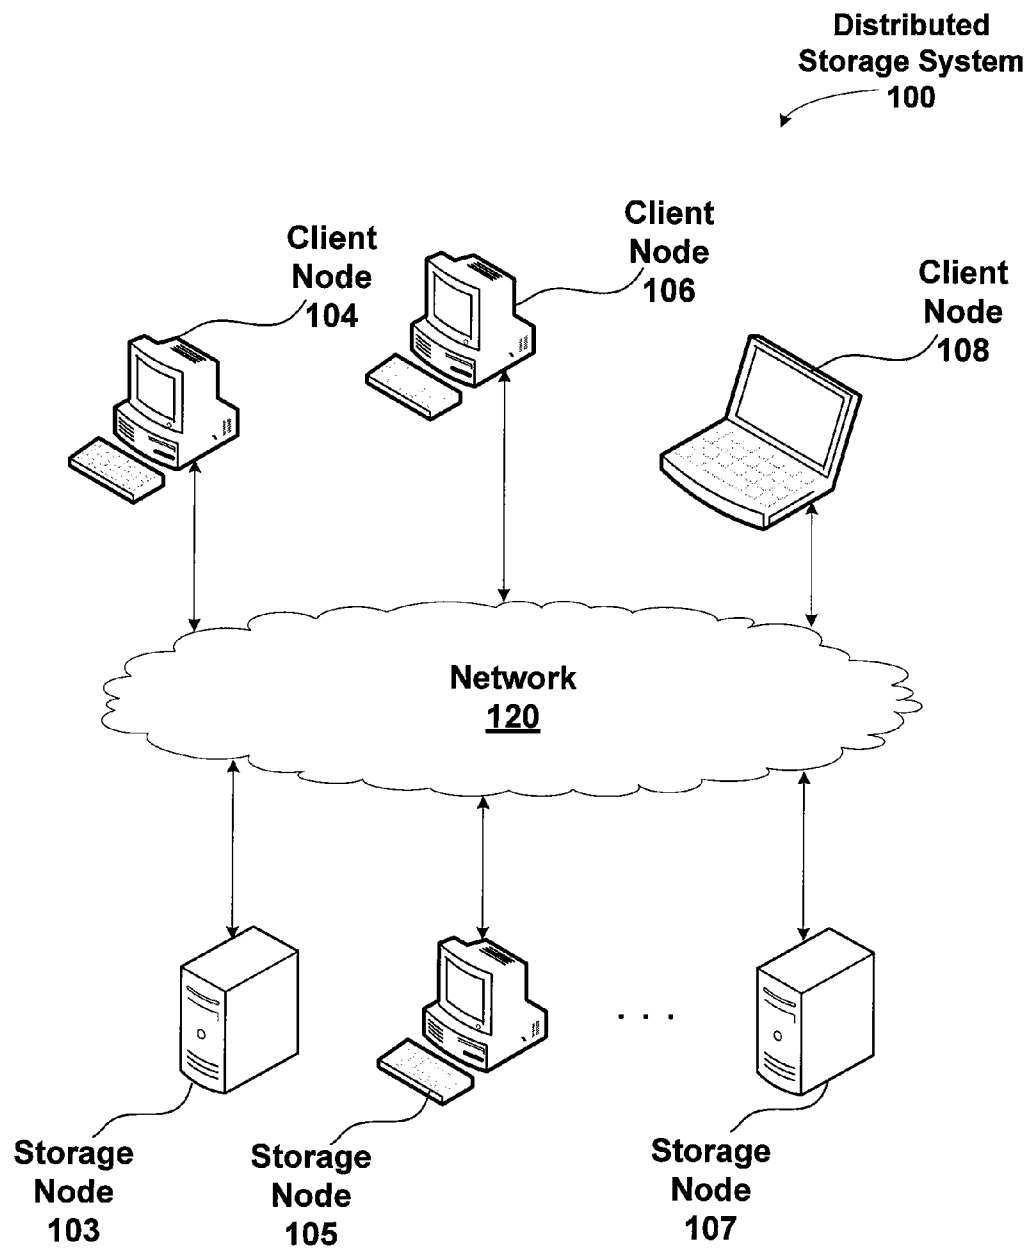 Distributed
Storage System
100
Client
Node
104
Client
Node
106
Client
Node
108
Network
120
Storage
Node
103
Storage
Node
105
. . .
Storage
Node
107